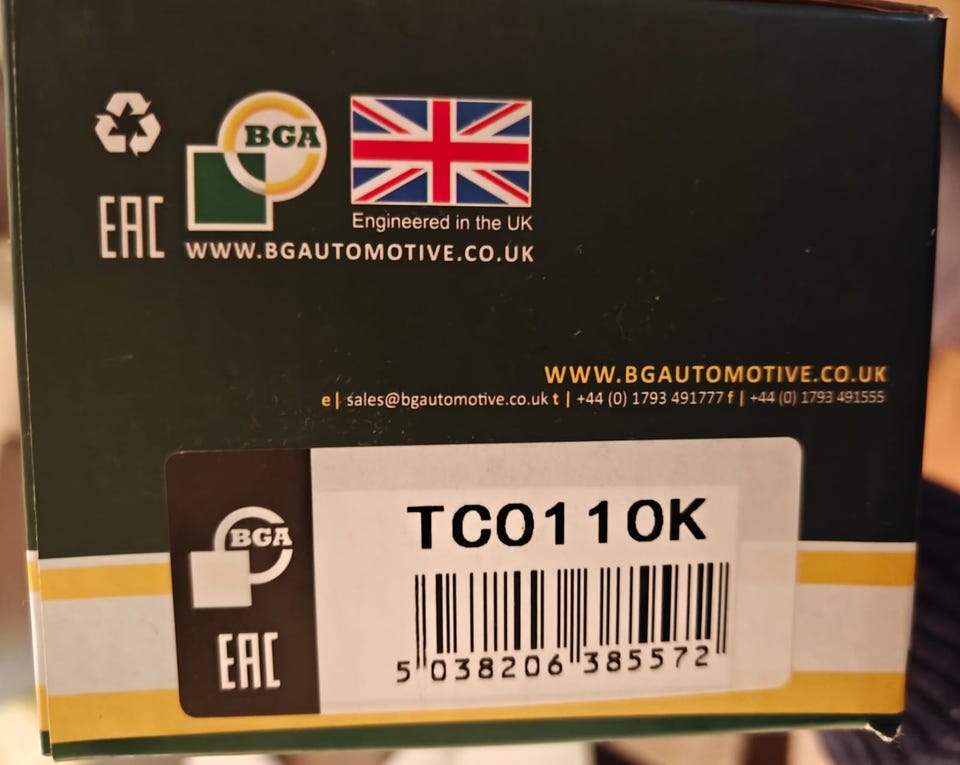 BGA
EAC
Engineered in the UK
WWW.BGAUTOMOTIVE.CO.UK
WWW.BGAUTOMOTIVE.CO.UK
e| sales@bgautomotive.co.uk t | +44 (0) 1793 491777 f | +44 (0) 1793 491555
BGA
EAC
TC0110K
5 038206 385572